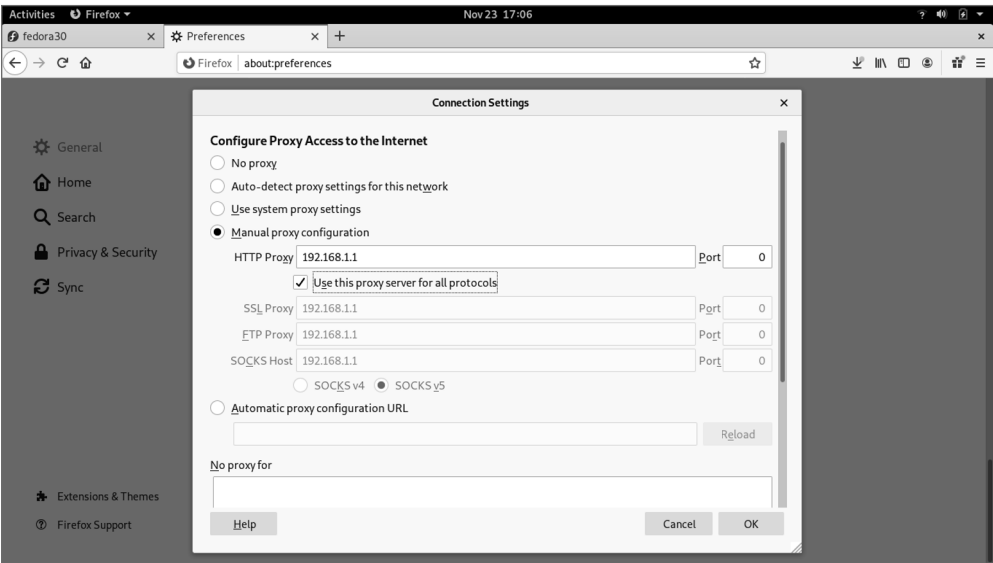 Activities Firefox Nov 23 17:06
fedora30 Preferences
Firefox about:preferences
Connection Settings
Configure Proxy Access to the Internet
General
No proxy
Home
Auto-detect proxy settings for this network
Search
Use system proxy settings
Manual proxy configuration
Privacy & Security
HTTP Proxy 192.168.1.1 Port 0
Sync
Use this proxy server for all protocols
SSL Proxy 192.168.1.1 Port 0
FTP Proxy 192.168.1.1 Port 0
SOCKS Host 192.168.1.1 Port 0
SOCKS v4 SOCKS v5
Automatic proxy configuration URL
Reload
No proxy for
Extensions & Themes
Firefox Support
Help Cancel OK